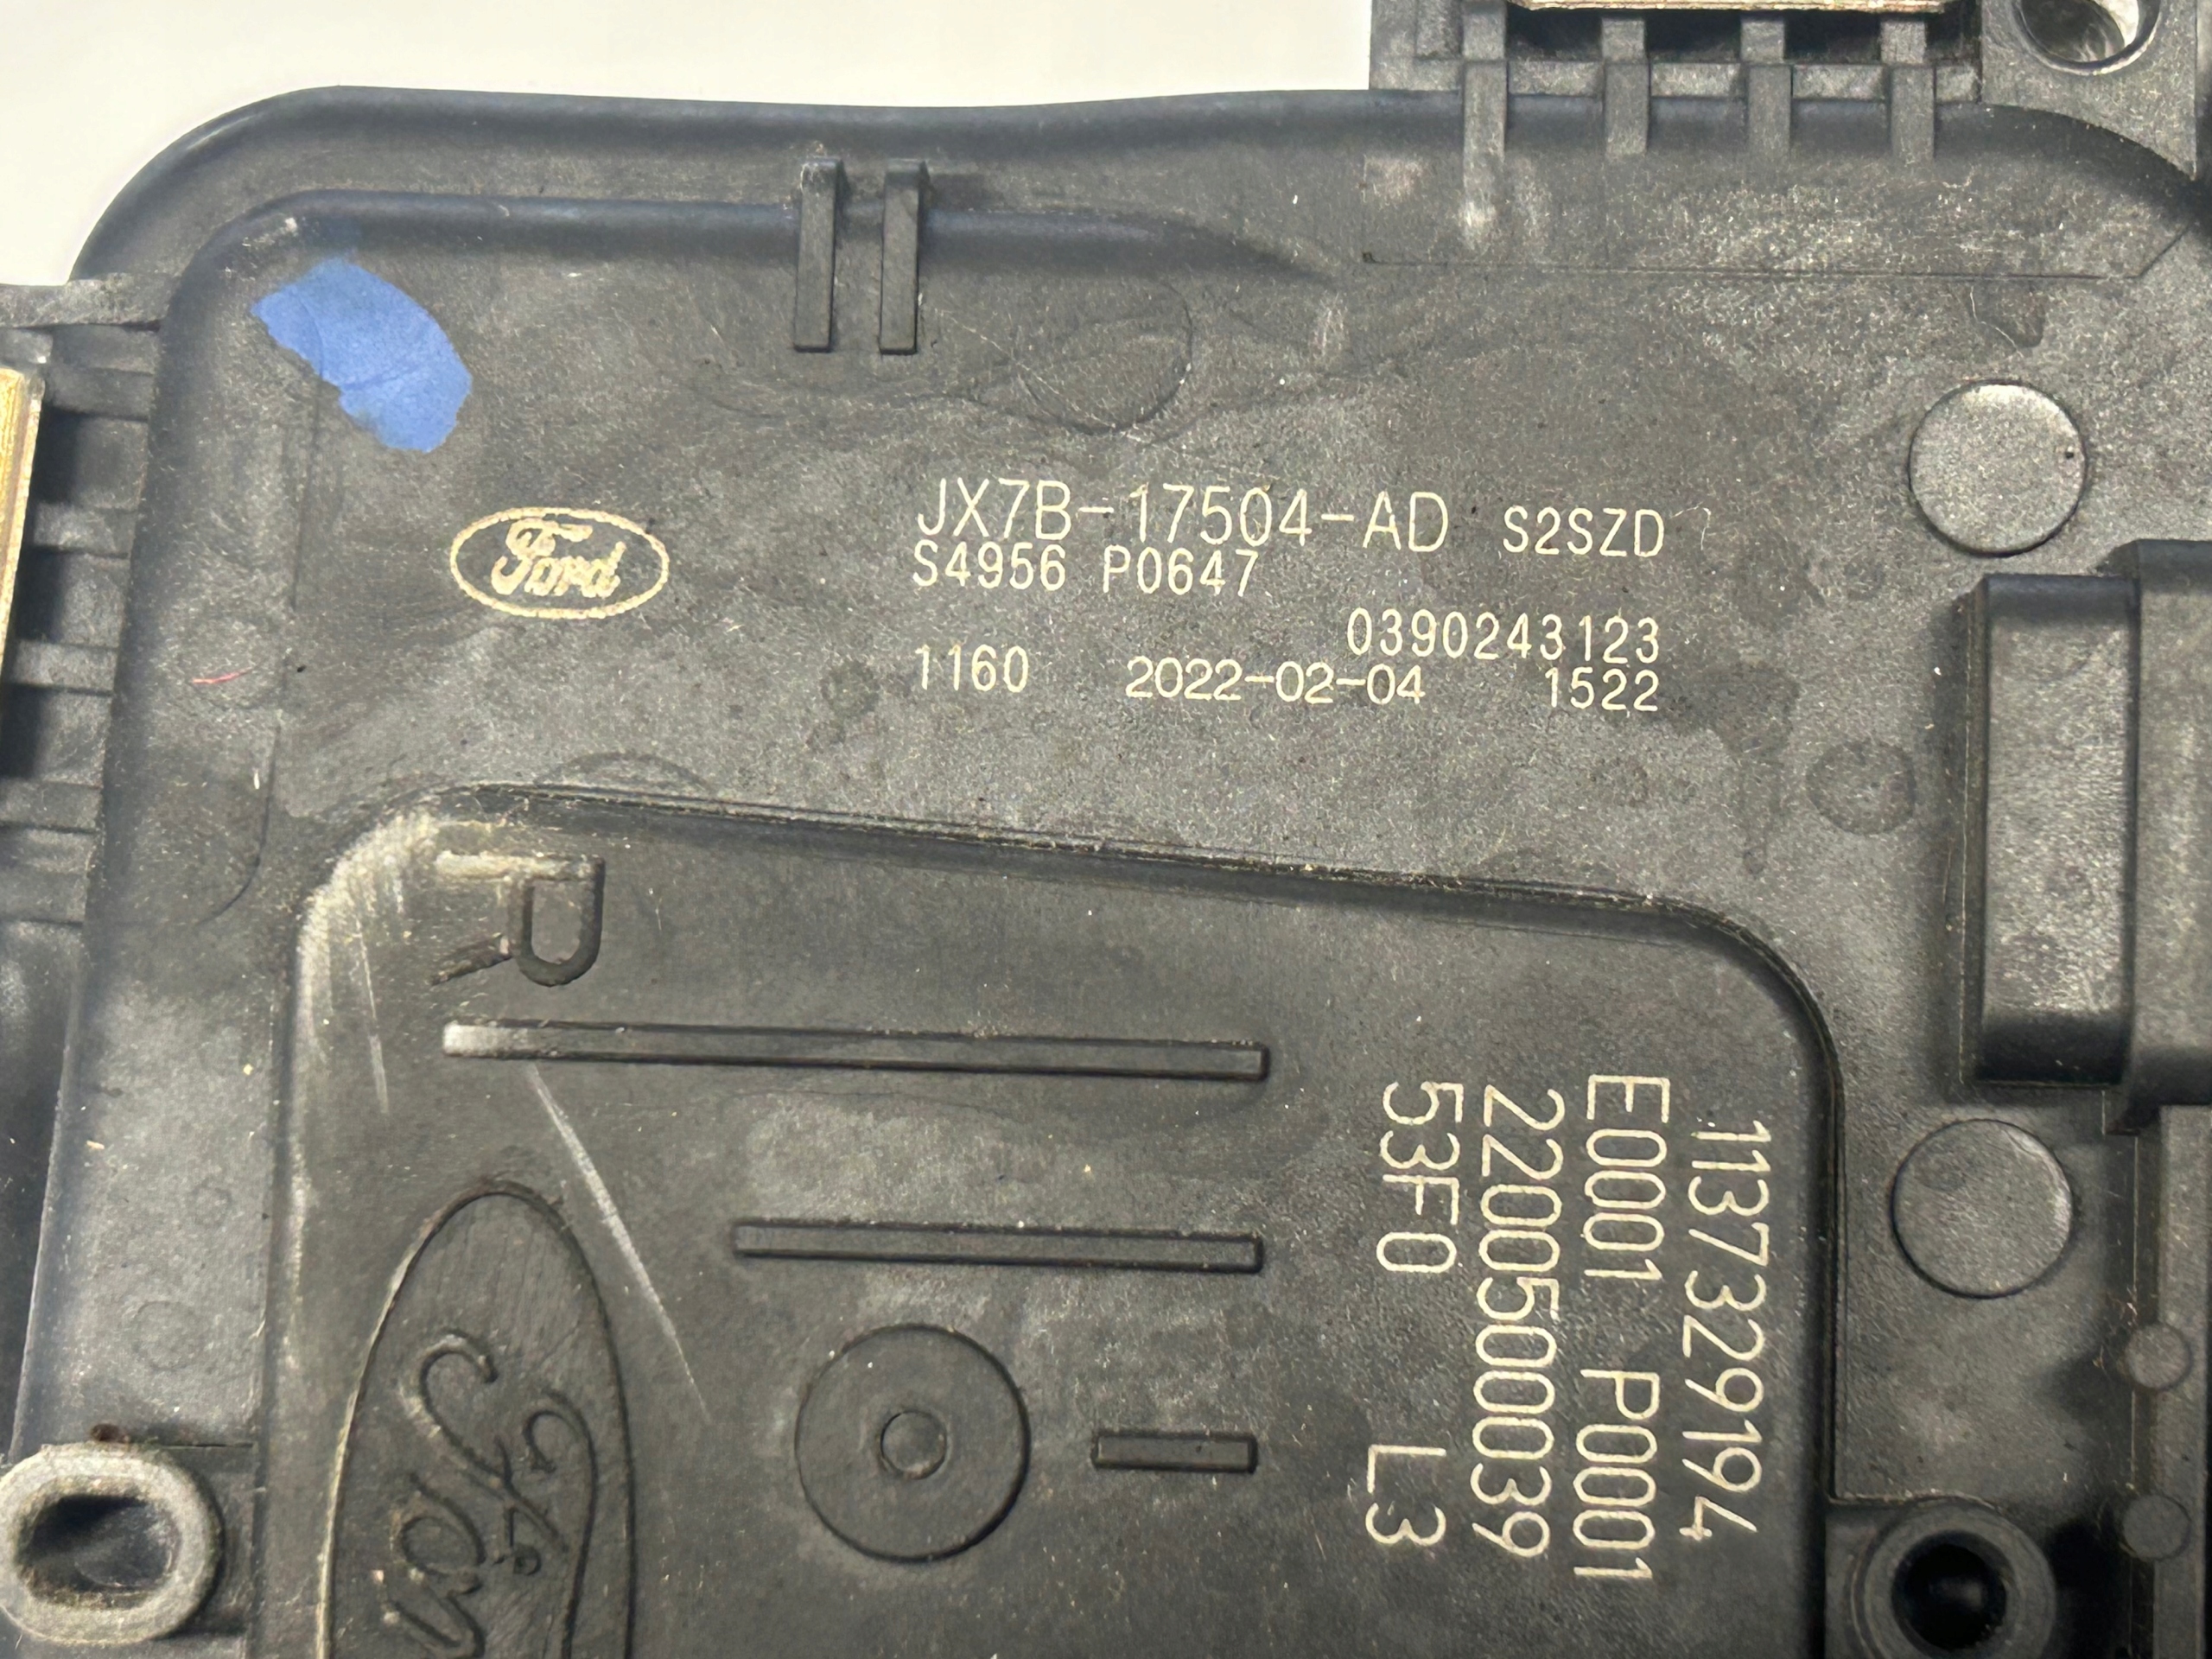 Ford
JX7B-17504-AD S2SZD
S4956 P0647
0390243123
1160 2022-02-04 1522
R
1137329194
E0001 P0001
2200500039
53F0 L3
Ford